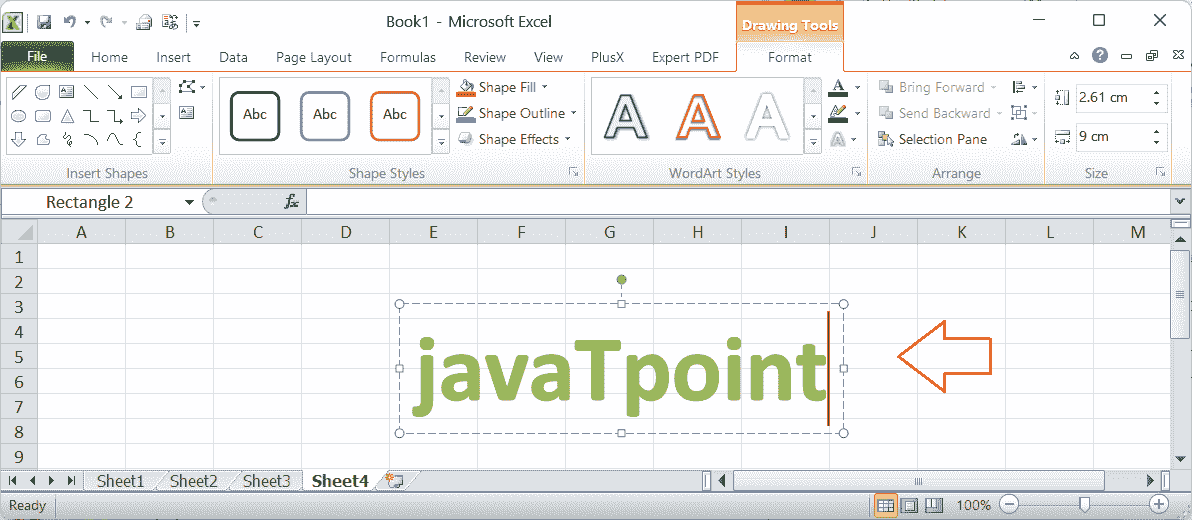 Book1 - Microsoft Excel
Drawing Tools
File Home Insert Data Page Layout Formulas Review View PlusX Expert PDF Format
Abc Abc Abc
Shape Fill
Shape Outline
Shape Effects
A A A
A
A
Bring Forward
Send Backward
Selection Pane
2.61 cm
9 cm
Insert Shapes Shape Styles WordArt Styles Arrange Size
Rectangle 2 fx
A B C D E F G H I J K L M
1
2
3
4
5
6
7
8
9
javaTpoint
Sheet1 Sheet2 Sheet3 Sheet4
Ready 100%